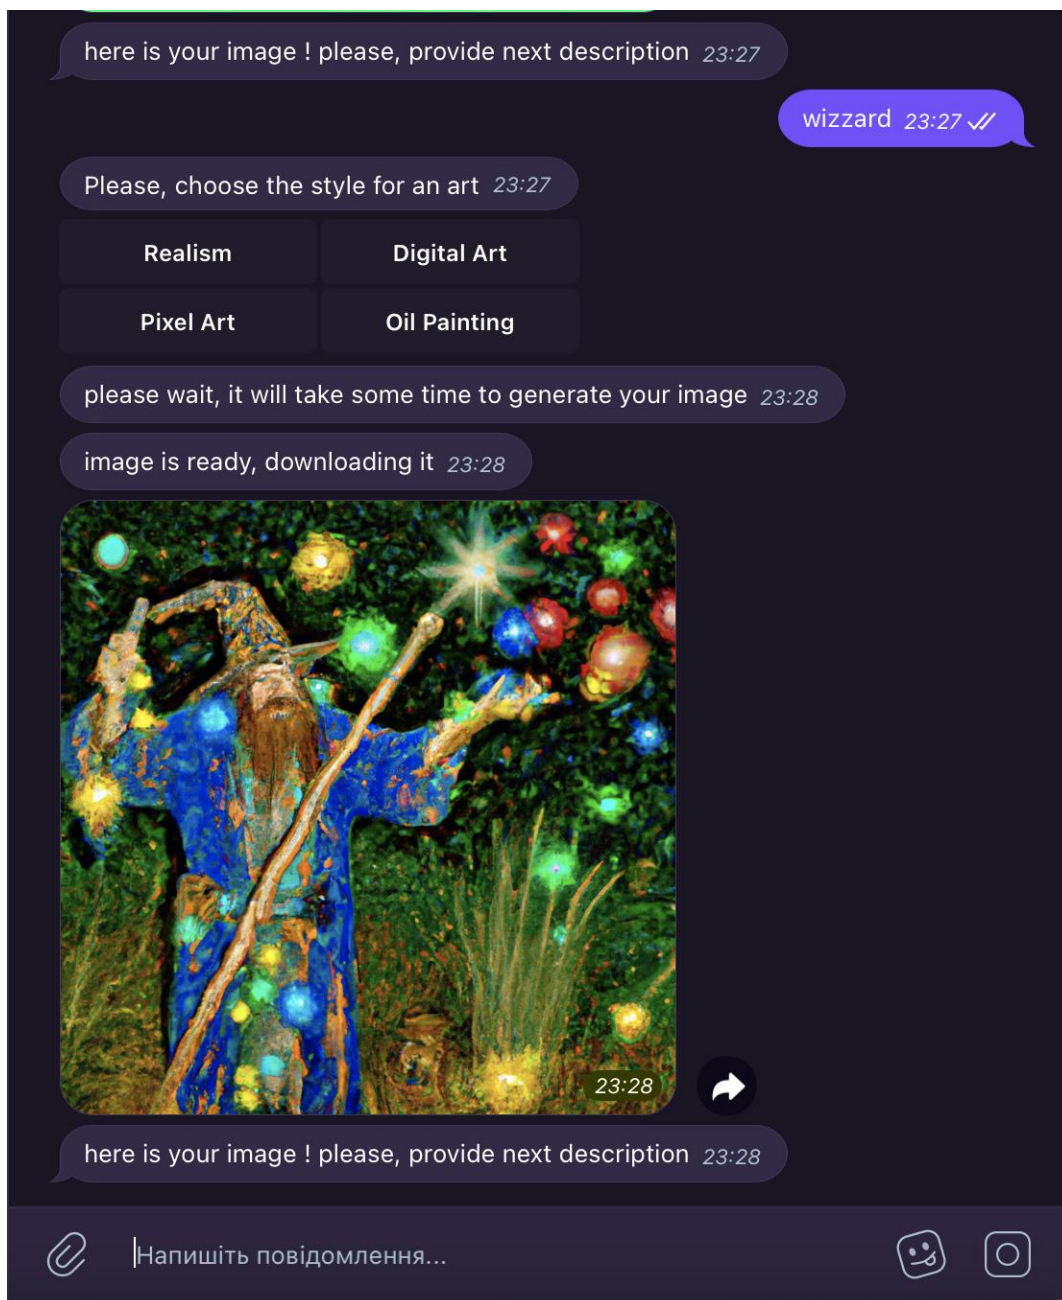 here is your image ! please, provide next description 23:27
wizzard 23:27
Please, choose the style for an art 23:27
Realism
Digital Art
Pixel Art
Oil Painting
please wait, it will take some time to generate your image 23:28
image is ready, downloading it 23:28
23:28
here is your image ! please, provide next description 23:28
Напишіть повідомлення...